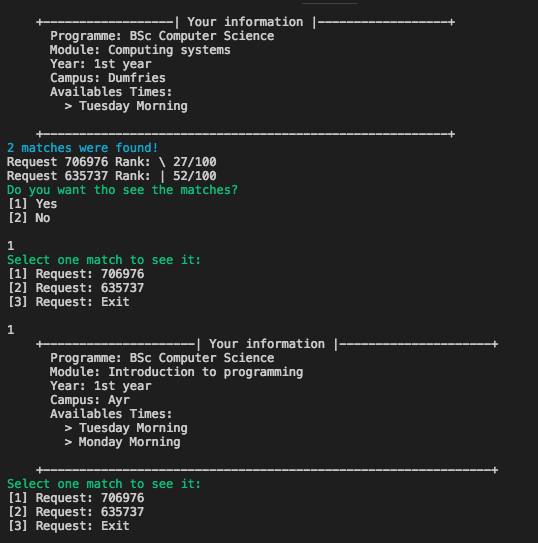 +------------------| Your information |------------------+
Programme: BSc Computer Science
Module: Computing systems
Year: 1st year
Campus: Dumfries
Availables Times:
> Tuesday Morning
+--------------------------------------------------------+
2 matches were found!
Request 706976 Rank: \ 27/100
Request 635737 Rank: | 52/100
Do you want tho see the matches?
[1] Yes
[2] No
1
Select one match to see it:
[1] Request: 706976
[2] Request: 635737
[3] Request: Exit
1
+---------------------| Your information |---------------------+
Programme: BSc Computer Science
Module: Introduction to programming
Year: 1st year
Campus: Ayr
Availables Times:
> Tuesday Morning
> Monday Morning
+--------------------------------------------------------------+
Select one match to see it:
[1] Request: 706976
[2] Request: 635737
[3] Request: Exit